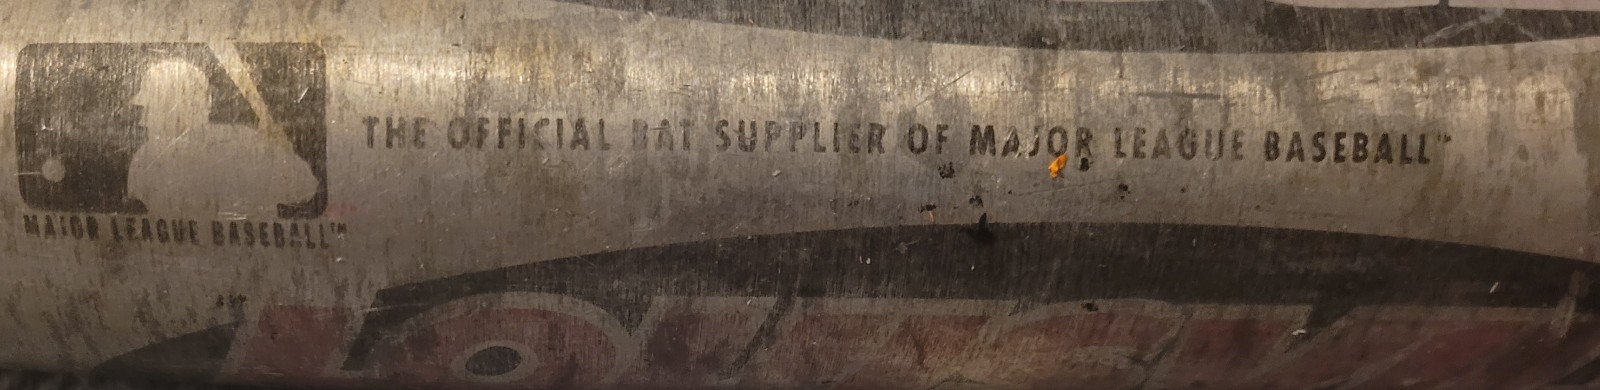 THE OFFICIAL BAT SUPPLIER OF MAJOR LEAGUE BASEBALL™
MAJOR LEAGUE BASEBALL™